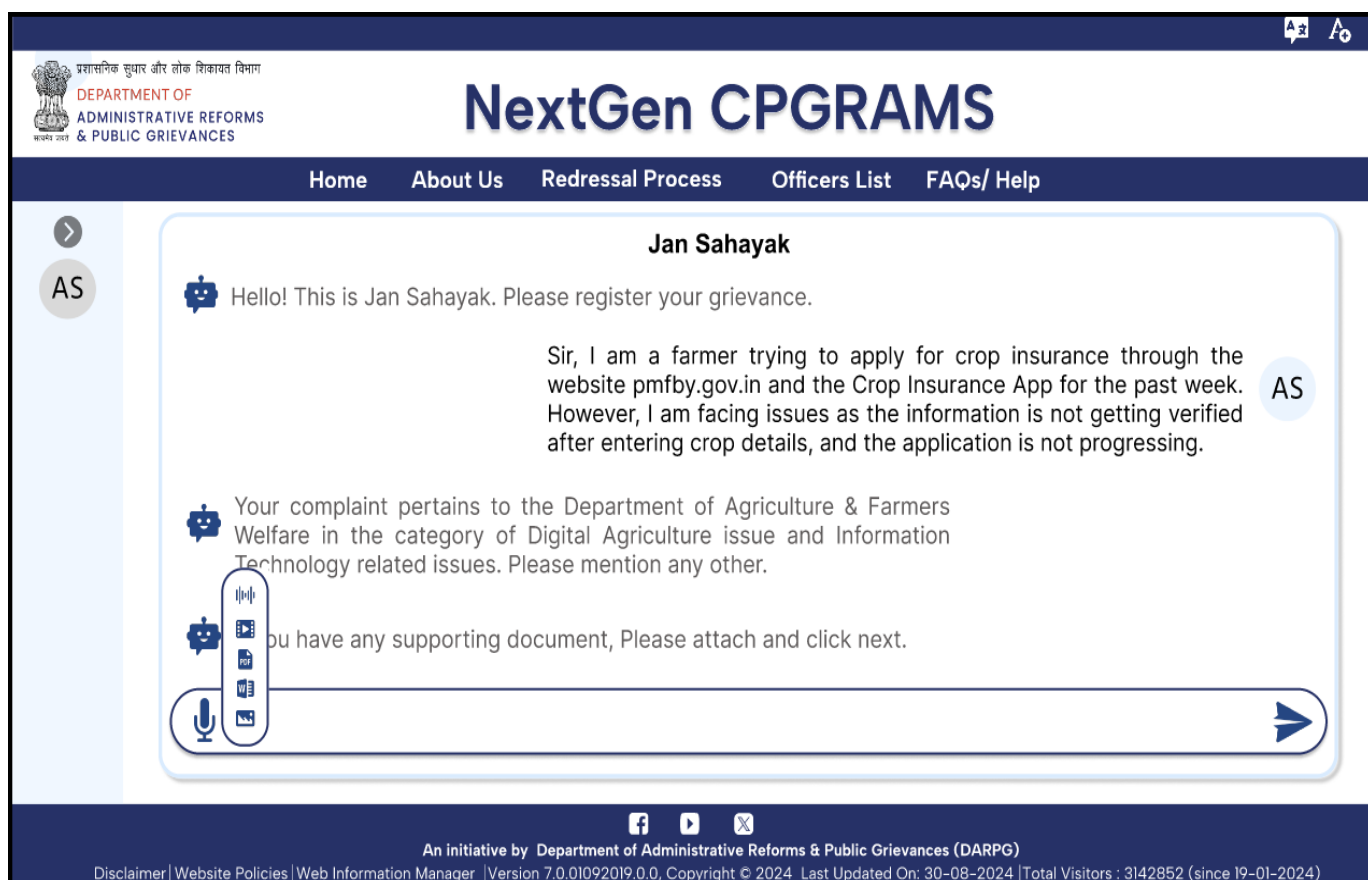 प्रशासनिक सुधार और लोक शिकायत विभाग
DEPARTMENT OF
ADMINISTRATIVE REFORMS
& PUBLIC GRIEVANCES
सत्यमेव जयते
NextGen CPGRAMS
Home About Us Redressal Process Officers List FAQs/ Help
AS
Jan Sahayak
Hello! This is Jan Sahayak. Please register your grievance.
Sir, I am a farmer trying to apply for crop insurance through the
website pmfby.gov.in and the Crop Insurance App for the past week.
However, I am facing issues as the information is not getting verified
after entering crop details, and the application is not progressing.
AS
Your complaint pertains to the Department of Agriculture & Farmers
Welfare in the category of Digital Agriculture issue and Information
Technology related issues. Please mention any other.
ou have any supporting document, Please attach and click next.
PDF
W
An initiative by Department of Administrative Reforms & Public Grievances (DARPG)
Disclaimer| Website Policies| Web Information Manager |Version 7.0.01092019.0.0, Copyright © 2024 Last Updated On: 30-08-2024 |Total Visitors : 3142852 (since 19-01-2024)